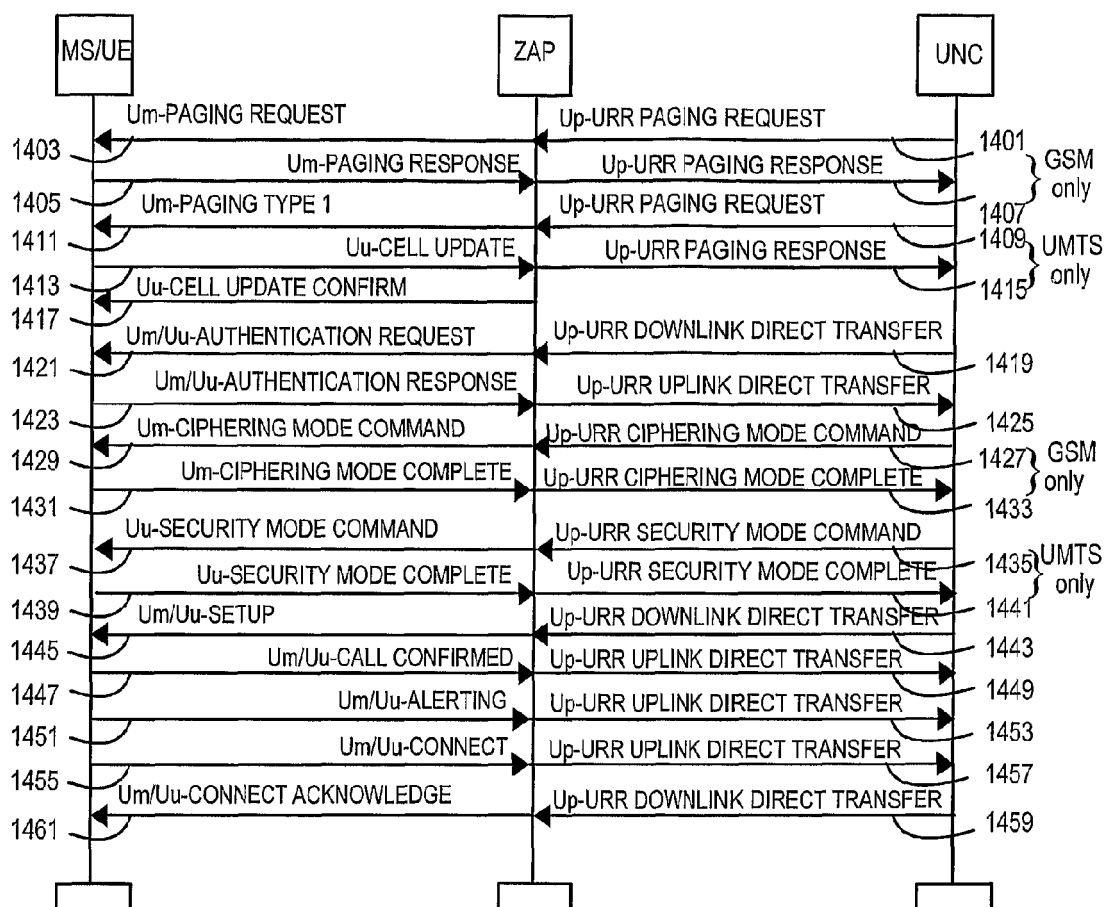 MS/UE ZAP UNC
Um-PAGING REQUEST Up-URR PAGING REQUEST
1403 1401
Um-PAGING RESPONSE Up-URR PAGING RESPONSE GSM only
1405 1407
Um-PAGING TYPE 1 Up-URR PAGING REQUEST
1411 1409
Uu-CELL UPDATE Up-URR PAGING RESPONSE UMTS only
1413 1415
Uu-CELL UPDATE CONFIRM
1417
Um/Uu-AUTHENTICATION REQUEST Up-URR DOWNLINK DIRECT TRANSFER
1421 1419
Um/Uu-AUTHENTICATION RESPONSE Up-URR UPLINK DIRECT TRANSFER
1423 1425
Um-CIPHERING MODE COMMAND Up-URR CIPHERING MODE COMMAND
1429 1427
Um-CIPHERING MODE COMPLETE Up-URR CIPHERING MODE COMPLETE GSM only
1431 1433
Uu-SECURITY MODE COMMAND Up-URR SECURITY MODE COMMAND
1437 1435
Uu-SECURITY MODE COMPLETE Up-URR SECURITY MODE COMPLETE UMTS only
1439 1441
Um/Uu-SETUP Up-URR DOWNLINK DIRECT TRANSFER
1445 1443
Um/Uu-CALL CONFIRMED Up-URR UPLINK DIRECT TRANSFER
1447 1449
Um/Uu-ALERTING Up-URR UPLINK DIRECT TRANSFER
1451 1453
Um/Uu-CONNECT Up-URR UPLINK DIRECT TRANSFER
1455 1457
Um/Uu-CONNECT ACKNOWLEDGE Up-URR DOWNLINK DIRECT TRANSFER
1461 1459